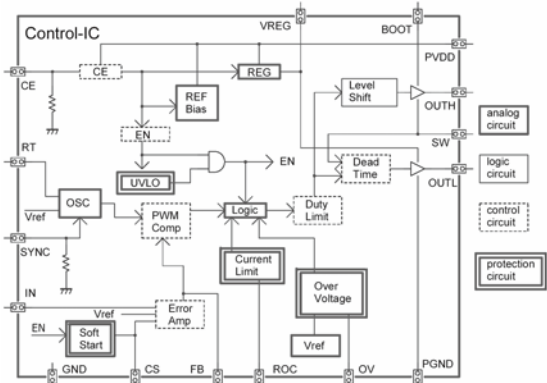 VREG
BOOT
Control-IC
PVDD
CE
REG
CE
REF
Bias
Level
Shift
OUTH
analog
circuit
RT
EN
SW
EN
UVLO
Dead
Time
OUTL
logic
circuit
OSC
Vref
PWM
Comp
Logic
Duty
Limit
control
circuit
SYNC
Current
Limit
Over
Voltage
protection
circuit
IN
Vref
Error
Amp
EN
Soft
Start
Vref
GND
CS
FB
ROC
OV
PGND